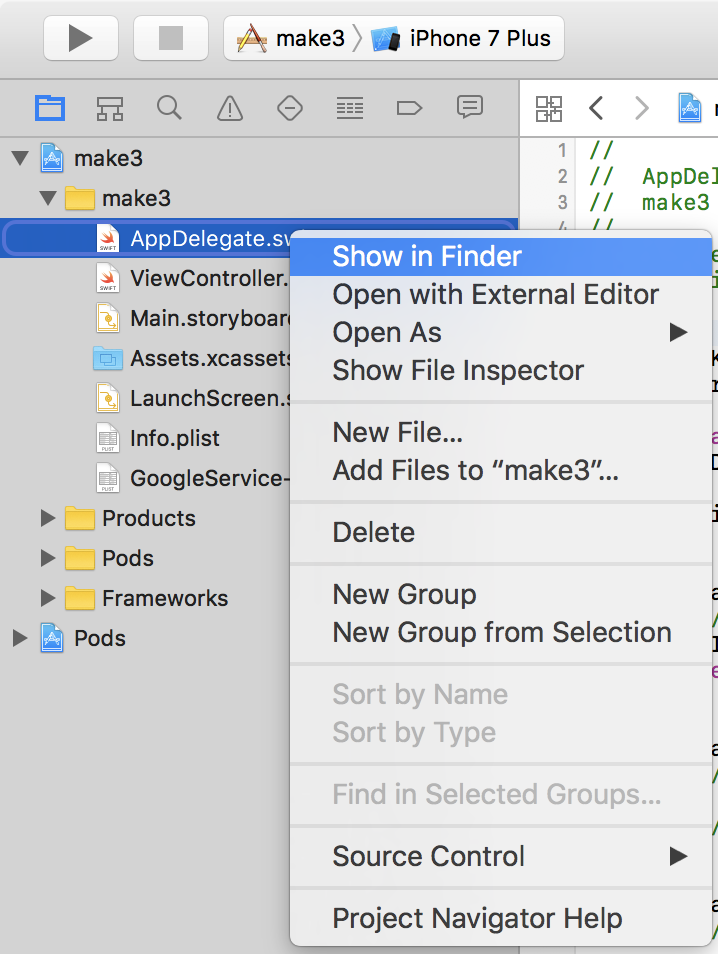 make3 iPhone 7 Plus
make3
make3
AppDelegate.sw
ViewController.
Main.storyboard
Assets.xcassets
LaunchScreen.s
Info.plist
GoogleService-
Products
Pods
Frameworks
Pods
1 //
2 // AppDel
3 // make3
4 //
Show in Finder
Open with External Editor
Open As
Show File Inspector
New File...
Add Files to “make3”...
Delete
New Group
New Group from Selection
Sort by Name
Sort by Type
Find in Selected Groups...
Source Control
Project Navigator Help